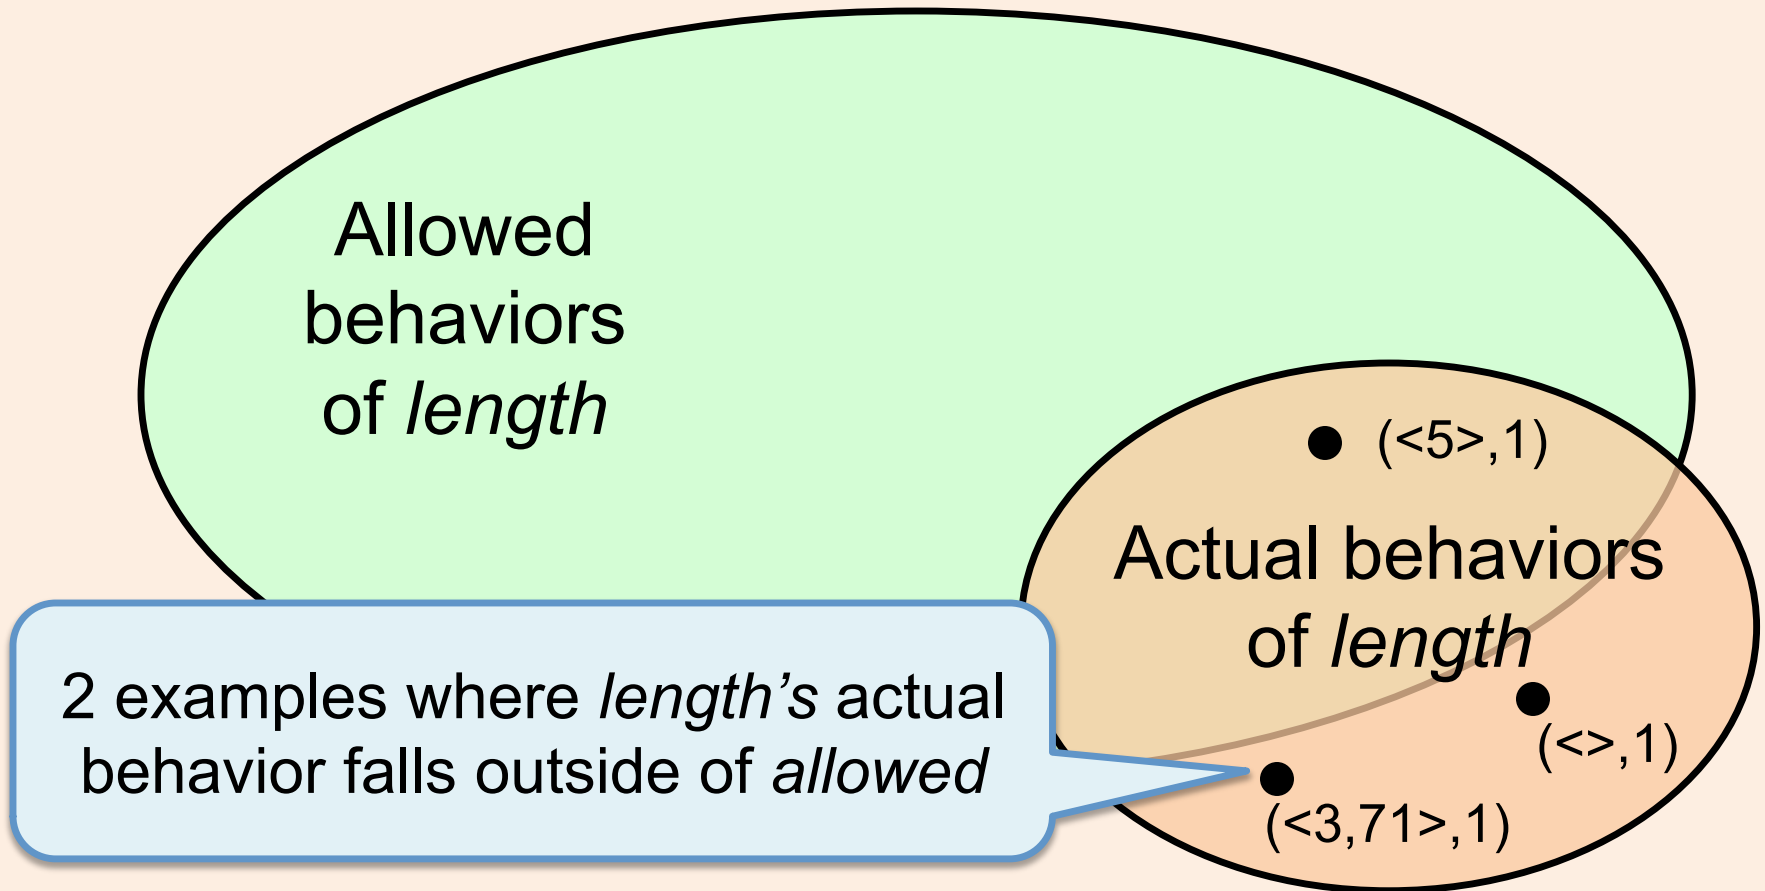 Allowed
behaviors
of length
(<5>,1)
Actual behaviors
of length
(<>,1)
(<3,71>,1)
2 examples where length’s actual
behavior falls outside of allowed